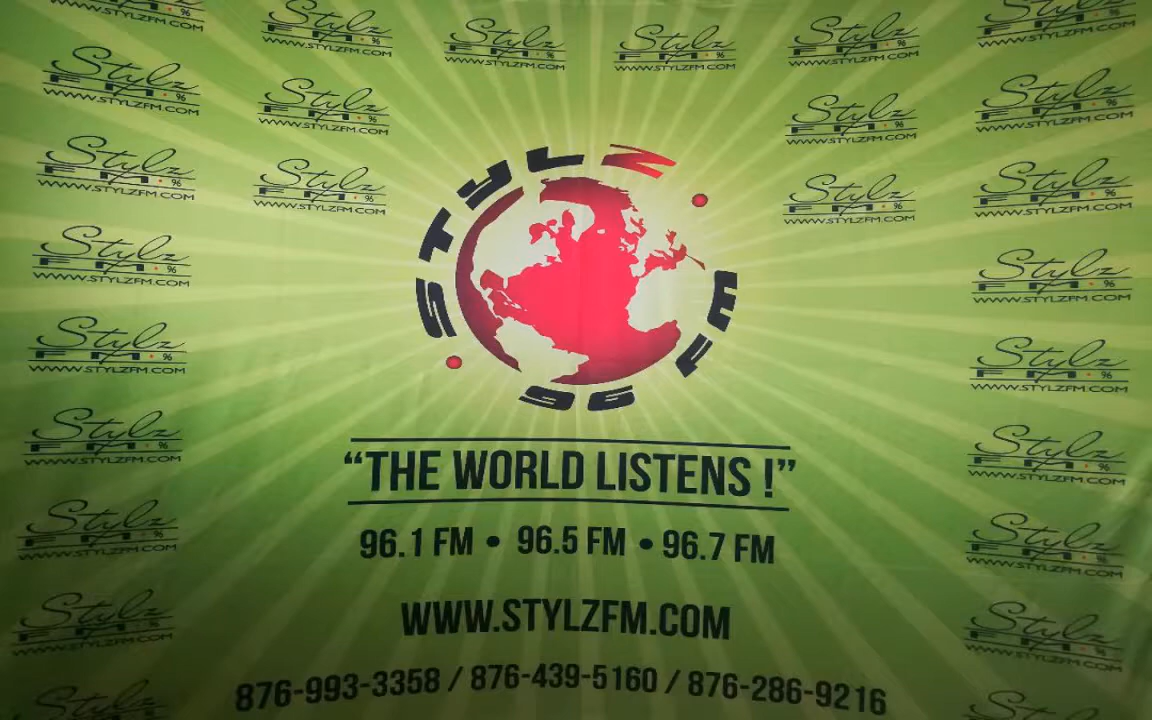 Stylz
FM 96
WWW.STYLZFM.COM
STYLZ
FM
96
“THE WORLD LISTENS !”
96.1 FM • 96.5 FM • 96.7 FM
WWW.STYLZFM.COM
876-993-3358 / 876-439-5160 / 876-286-9216